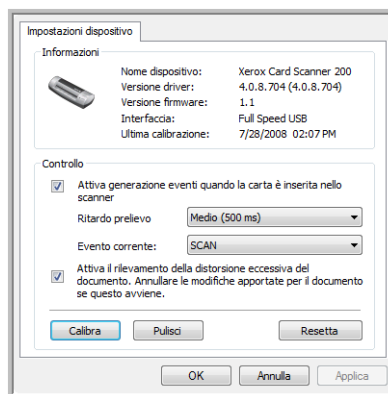 Impostazioni dispositivo
Informazioni
Nome dispositivo: Xerox Card Scanner 200
Versione driver: 4.0.8.704 (4.0.8.704)
Versione firmware: 1.1
Interfaccia: Full Speed USB
Ultima calibrazione: 7/28/2008 02:07 PM
Controllo
Attiva generazione eventi quando la carta è inserita nello
scanner
Ritardo prelievo Medio (500 ms)
Evento corrente: SCAN
Attiva il rilevamento della distorsione eccessiva del
documento. Annullare le modifiche apportate per il documento
se questo avviene.
Calibra Pulisci Resetta
OK Annulla Applica